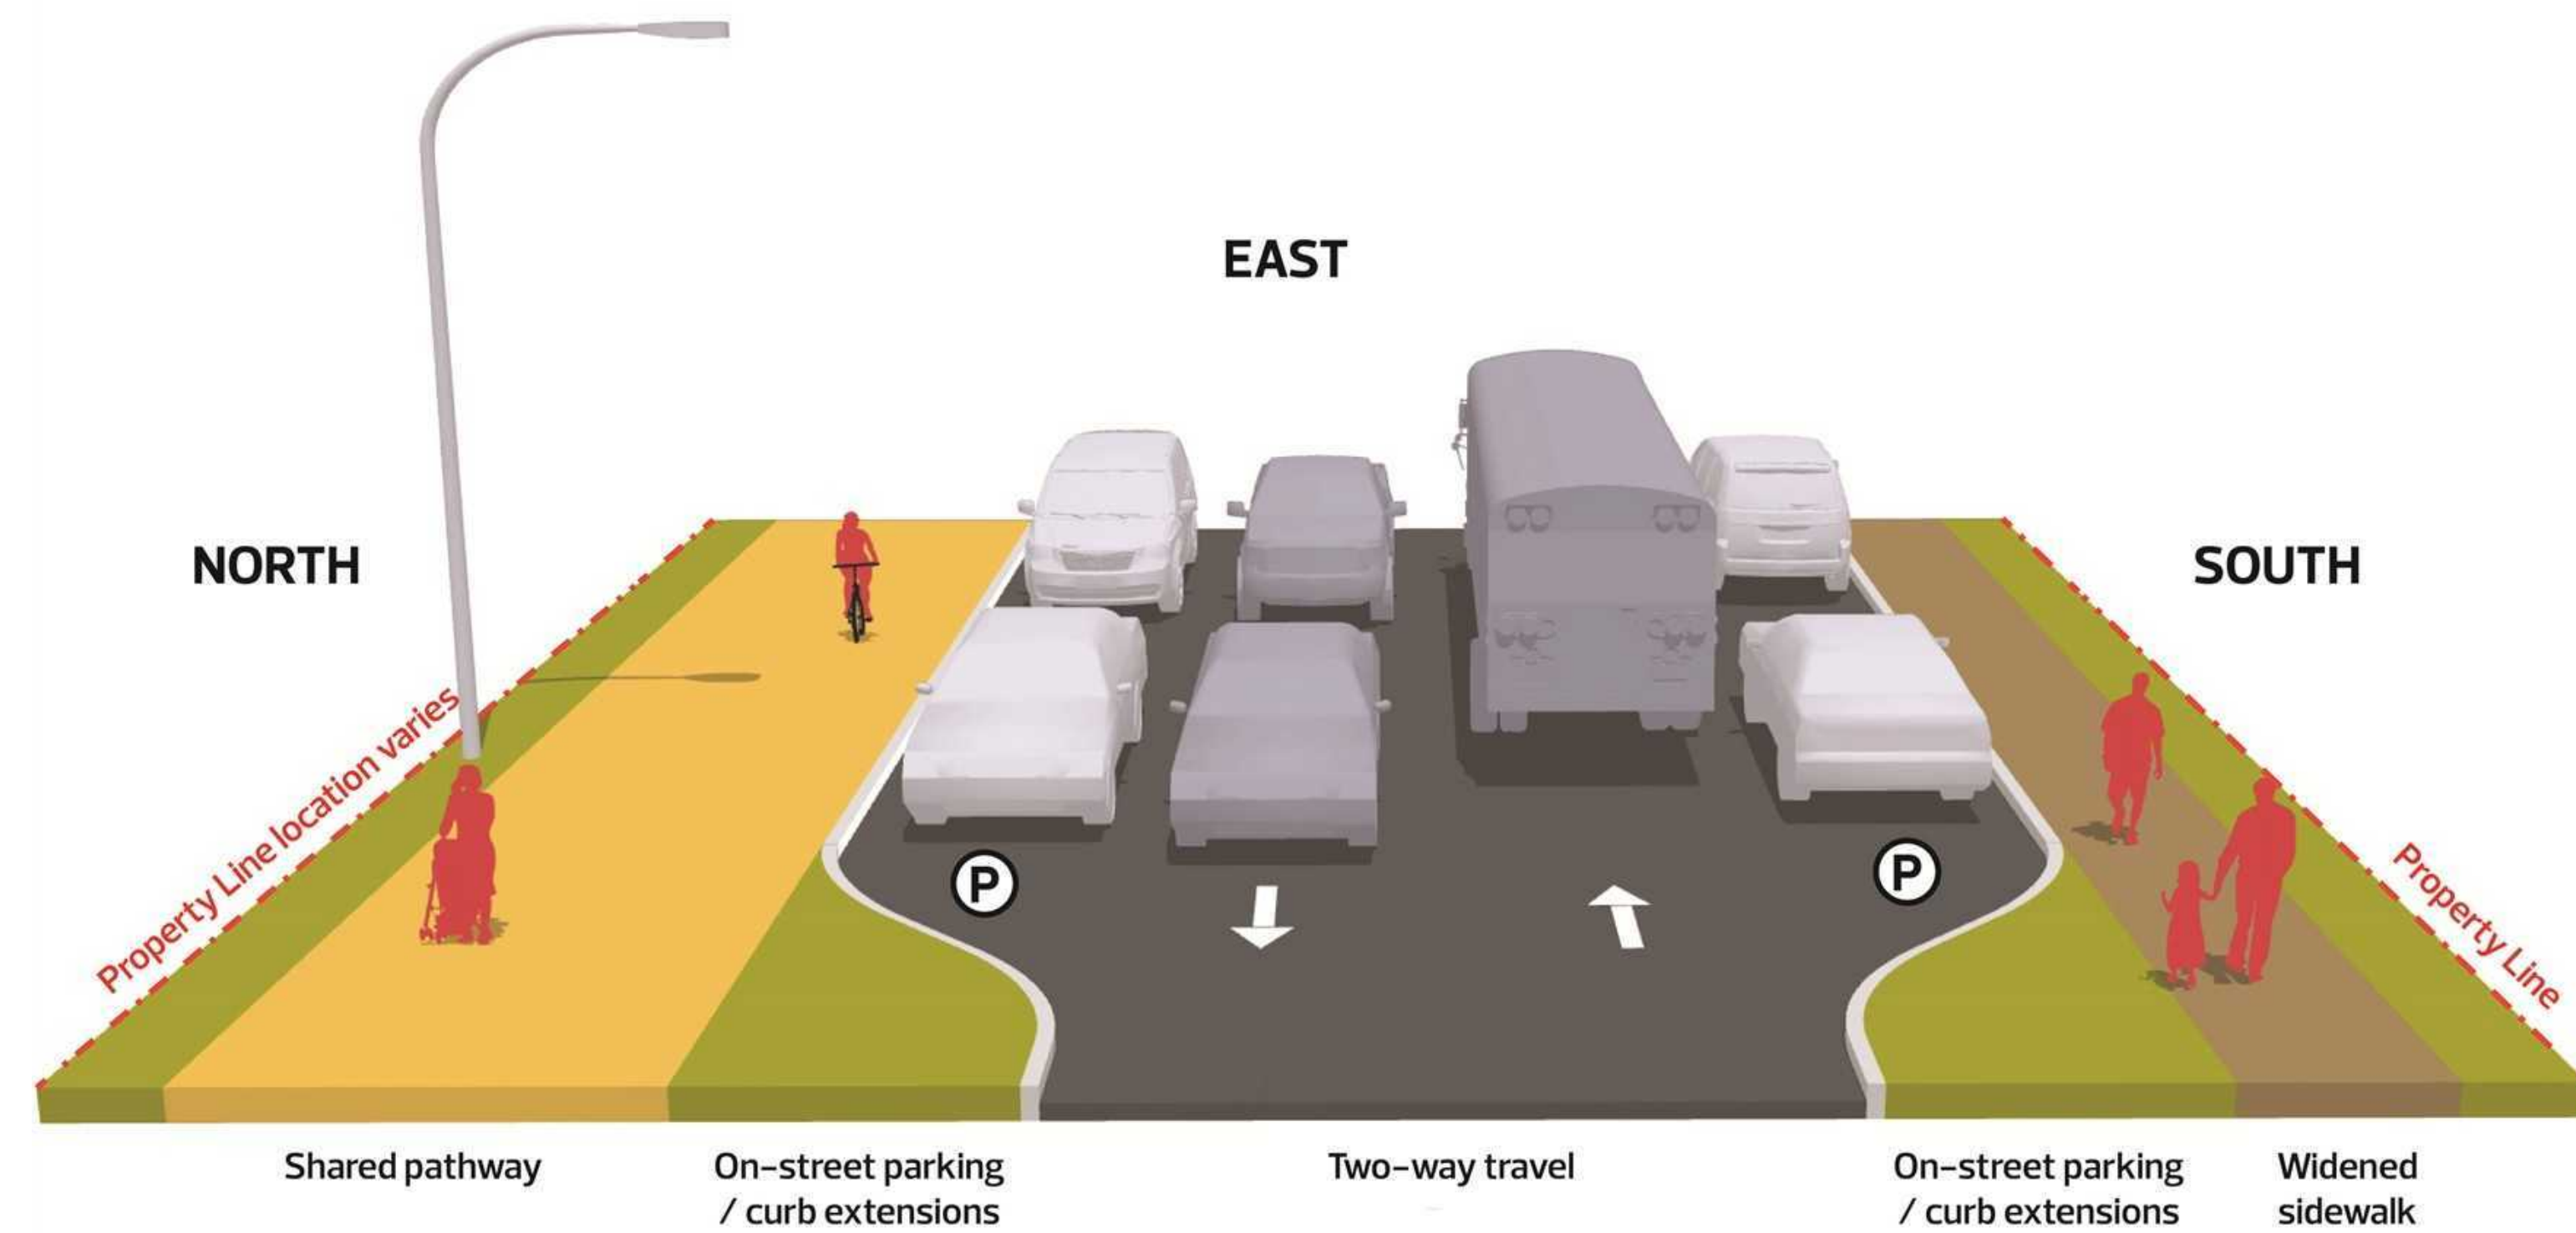 EAST
NORTH
SOUTH
Property Line location varies
Property Line
P
P
Shared pathway
On-street parking
/ curb extensions
Two-way travel
On-street parking
/ curb extensions
Widened
sidewalk